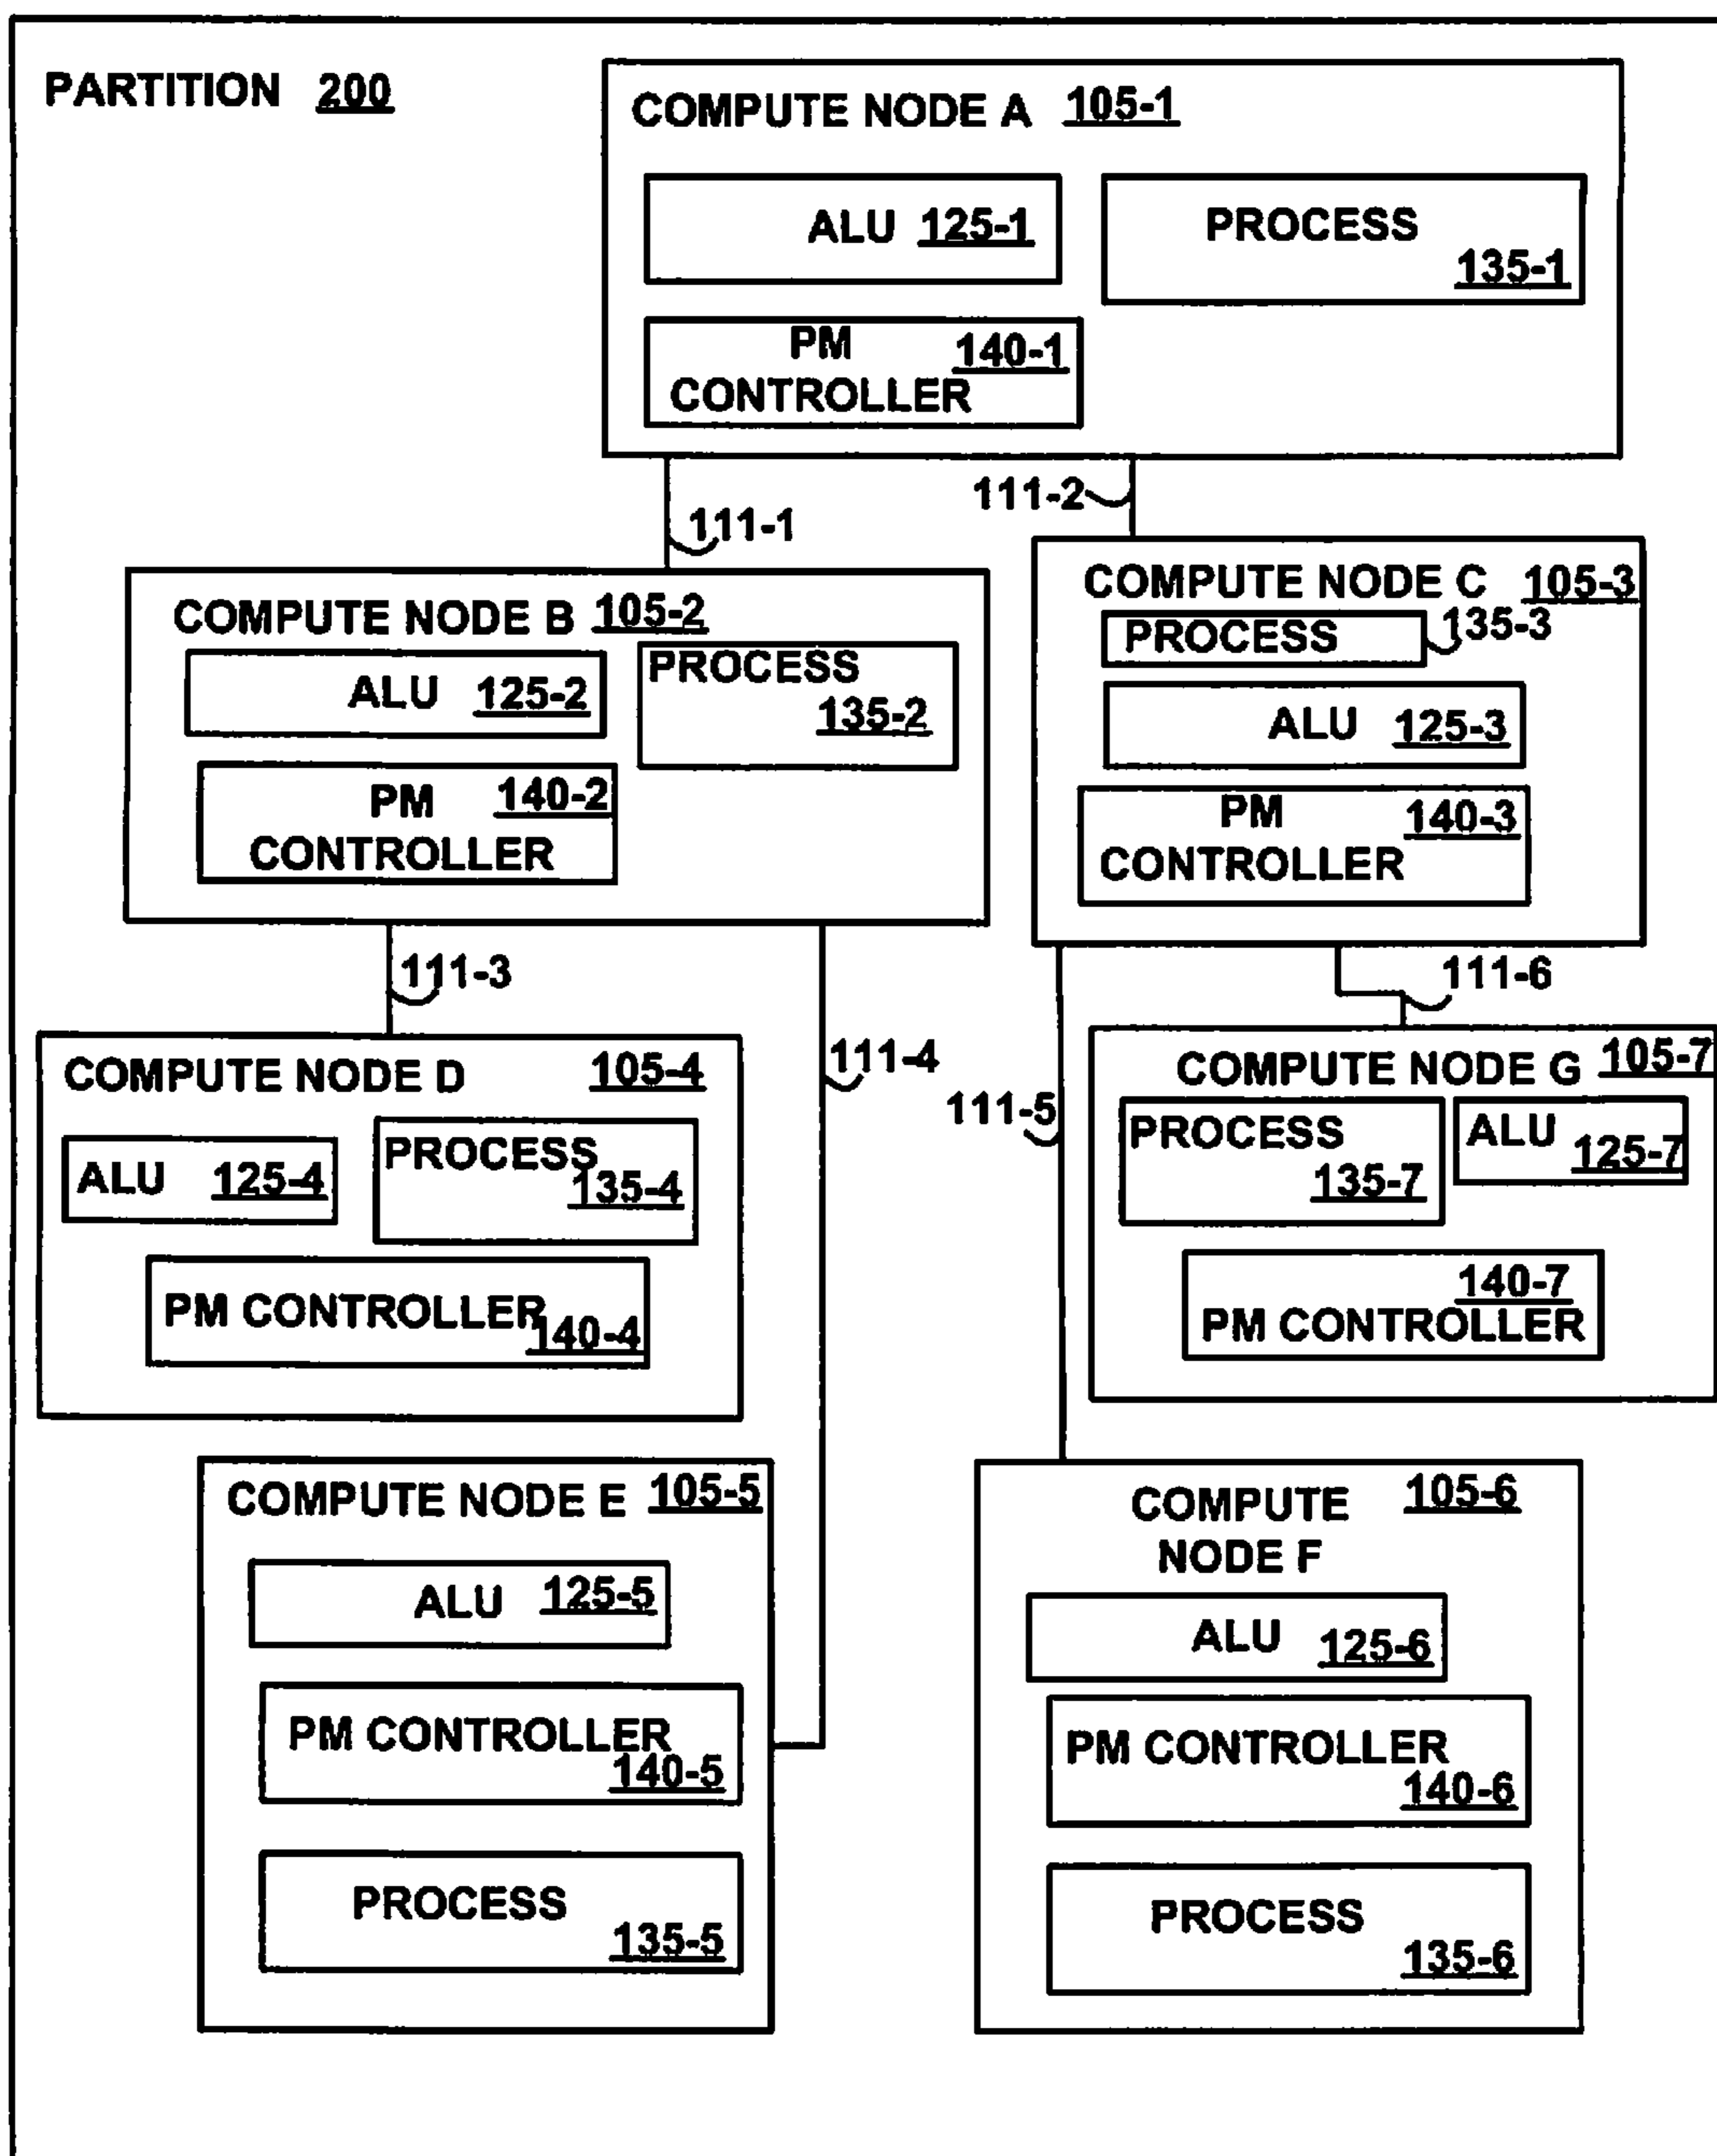 PARTITION 200
COMPUTE NODE A 105-1
ALU 125-1
PROCESS
135-1
PM
CONTROLLER
140-1
111-1
111-2
COMPUTE NODE B 105-2
ALU 125-2
PROCESS
135-2
PM
CONTROLLER
140-2
COMPUTE NODE C 105-3
PROCESS
135-3
ALU 125-3
PM
CONTROLLER
140-3
111-3
111-4
111-5
111-6
COMPUTE NODE D 105-4
ALU 125-4
PROCESS
135-4
PM CONTROLLER
140-4
COMPUTE NODE G 105-7
PROCESS
135-7
ALU 125-7
140-7
PM CONTROLLER
COMPUTE NODE E 105-5
ALU 125-5
PM CONTROLLER
140-5
PROCESS
135-5
COMPUTE
NODE F
105-6
ALU 125-6
PM CONTROLLER
140-6
PROCESS
135-6